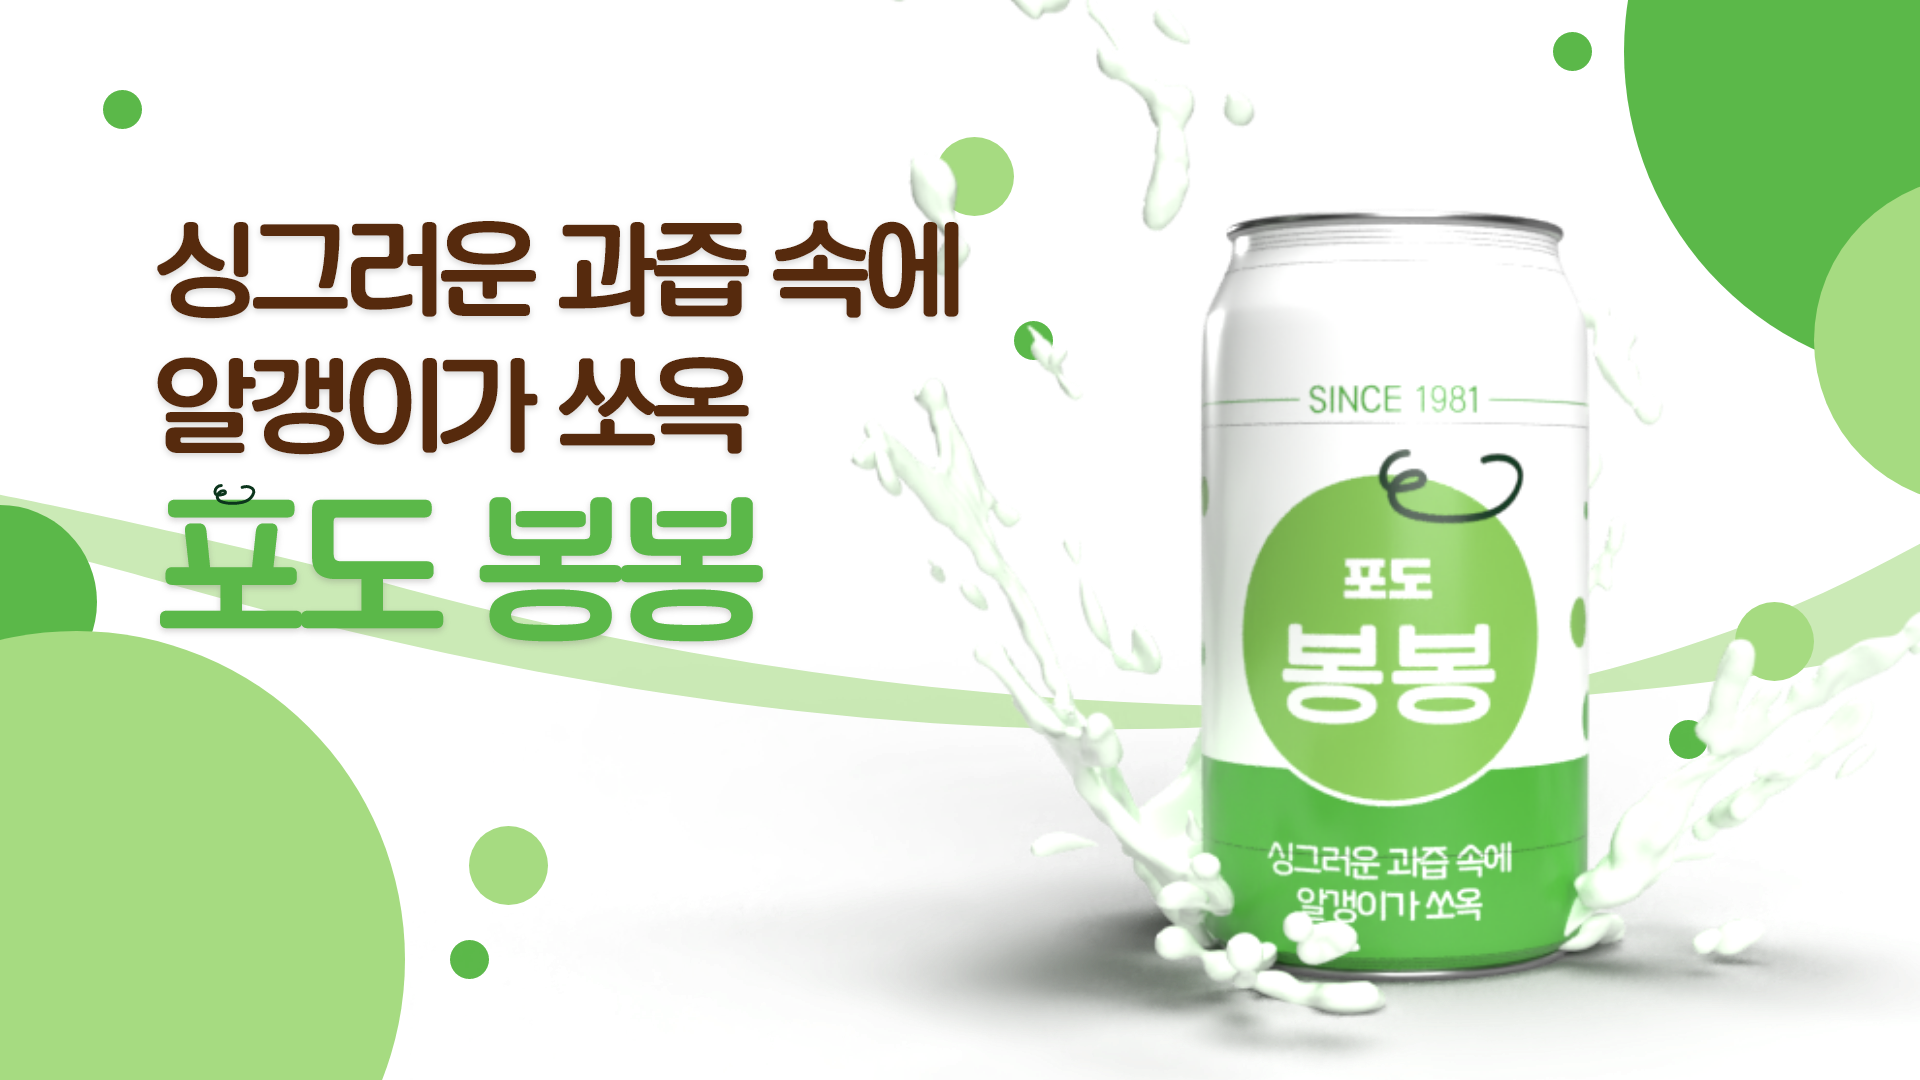 싱그러운 과즙 속에
알갱이가 쏘옥
포도 봉봉
SINCE 1981
포도
봉봉
싱그러운 과즙 속에
알갱이가 쏘옥